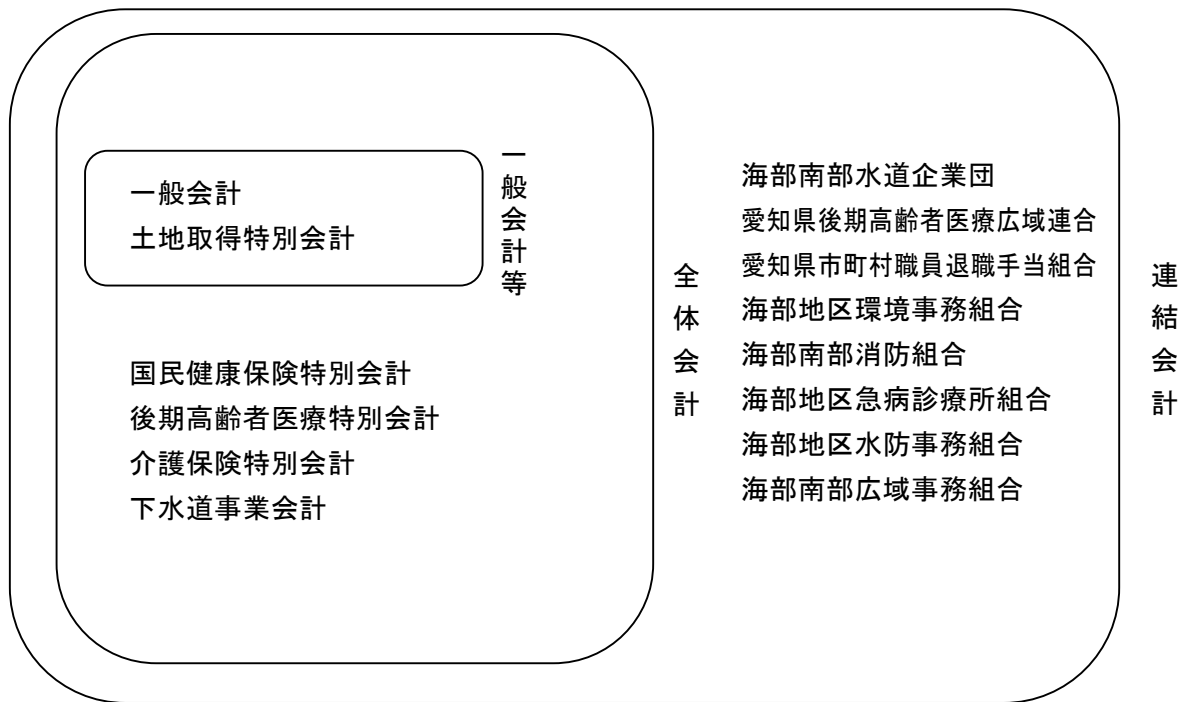 一般会計
土地取得特別会計
一般会計等
国民健康保険特別会計
後期高齢者医療特別会計
介護保険特別会計
下水道事業会計
全体会計
海部南部水道企業団
愛知県後期高齢者医療広域連合
愛知県市町村職員退職手当組合
海部地区環境事務組合
海部南部消防組合
海部地区急病診療所組合
海部地区水防事務組合
海部南部広域事務組合
連結会計